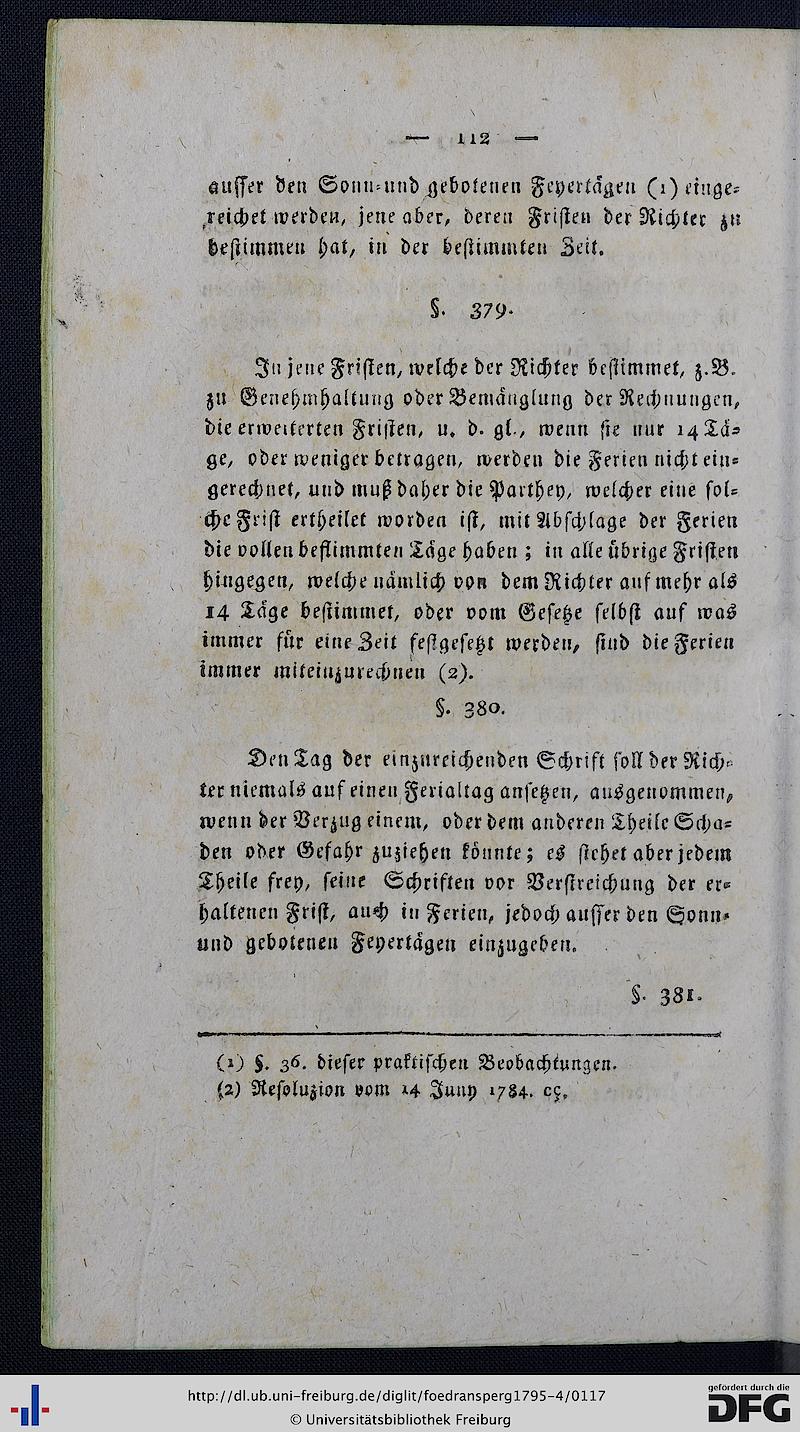 — 112 —
ausser den Sonn-und gebotenen Feyertägen (1) einge-
reichet werden, jene aber, deren Fristen der Richter zu
bestimmen hat, in der bestimmten Zeit.
§. 379.
In jene Fristen, welche der Richter bestimmet, z. B.
zu Genehmhaltung oder Bemänglung der Rechnungen,
die erweiterten Fristen, u. d. gl., wenn sie nur 14 Tä-
ge, oder weniger betragen, werden die Ferien nicht ein-
gerechnet, und muß daher die Parthey, welcher eine sol-
che Frist ertheilet worden ist, mit Abschlage der Ferien
die vollen bestimmten Täge haben ; in alle übrige Fristen
hingegen, welche nämlich von dem Richter auf mehr als
14 Täge bestimmet, oder vom Gesetze selbst auf was
immer für eine Zeit festgesetzt werden, sind die Ferien
immer miteinzurechnen (2).
§. 380.
Den Tag der einzureichenden Schrift soll der Rich-
ter niemals auf einen Ferialtag ansetzen, ausgenommen,
wenn der Verzug einem, oder dem anderen Theile Scha-
den oder Gefahr zuziehen könnte; es stehet aber jedem
Theile frey, seine Schriften vor Verstreichung der er-
haltenen Frist, auch in Ferien, jedoch ausser den Sonn-
und gebotenen Feyertägen einzugeben.
§. 381.
(1) §. 36. dieser praktischen Beobachtungen.
(2) Resoluzion vom 14 Juny 1784. cç.
http://dl.ub.uni-freiburg.de/diglit/foedransperg1795-4/0117
© Universitätsbibliothek Freiburg
gefördert durch die
DFG